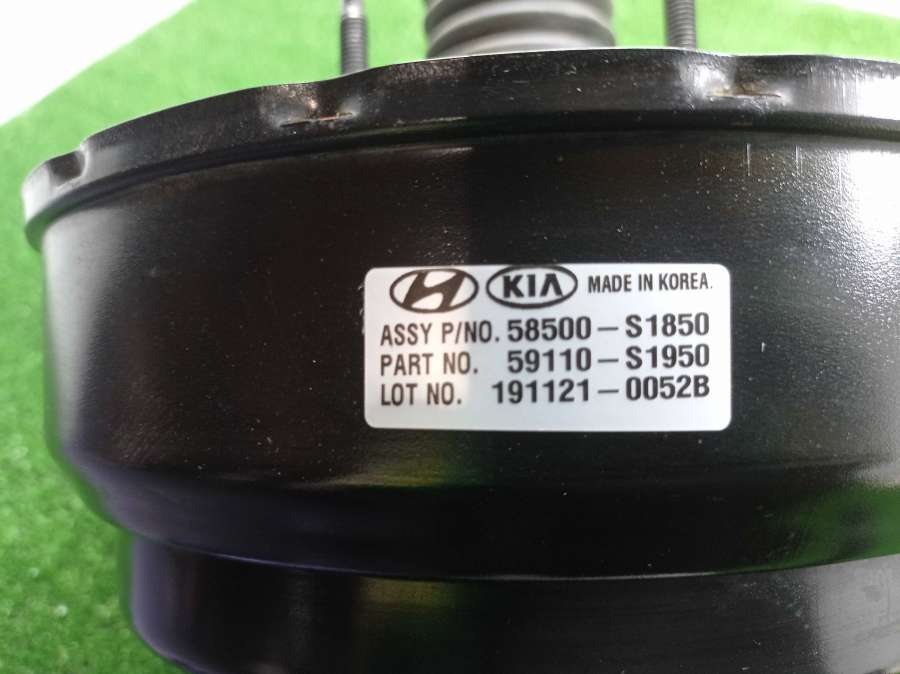 KIA MADE IN KOREA.
ASSY P/NO. 58500-S1850
PART NO. 59110-S1950
LOT NO. 191121-0052B